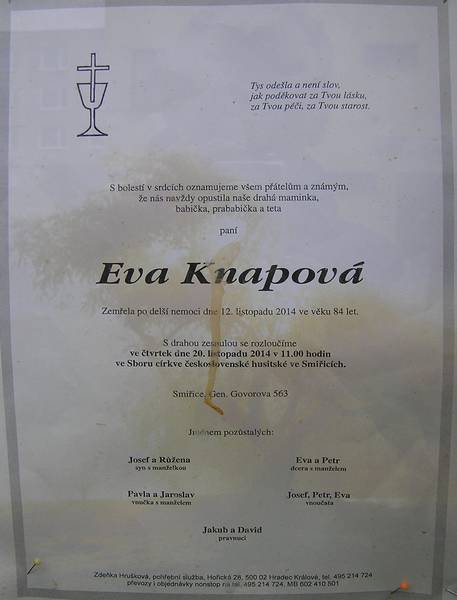 Tys odešla a není slov,
jak poděkovat za Tvou lásku,
za Tvou péči, za Tvou starost.
S bolestí v srdcích oznamujeme všem přátelům a známým,
že nás navždy opustila naše drahá maminka,
babička, prababička a teta
paní
Eva Knapová
Zemřela po delší nemoci dne 12. listopadu 2014 ve věku 84 let.
S drahou zesnulou se rozloučíme
ve čtvrtek dne 20. listopadu 2014 v 11.00 hodin
ve Sboru církve československé husitské ve Smiřicích.
Smiřice, Gen. Govorova 563
Jménem pozůstalých:
Josef a Růžena
syn s manželkou
Eva a Petr
dcera s manželem
Pavla a Jaroslav
vnučka s manželem
Josef, Petr, Eva
vnoučata
Jakub a David
pravnuci
Zdeňka Hrušková, pohřební služba, Hořická 28, 500 02 Hradec Králové, tel. 495 214 724
převozy i objednávky nonstop na tel. 495 214 724, MB 602 410 501